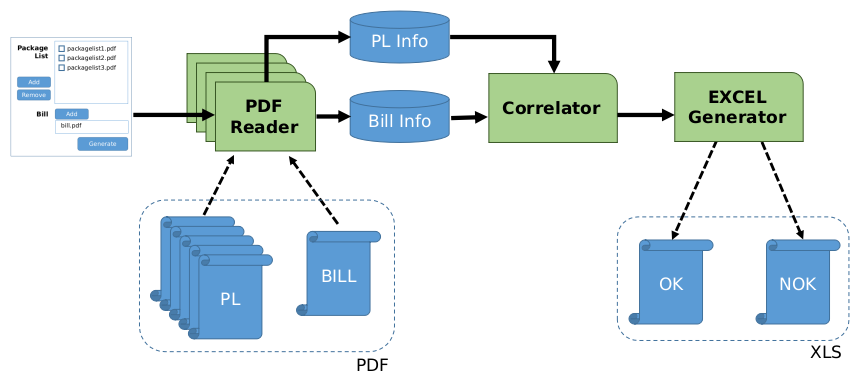 Package
List
packagelist1.pdf
packagelist2.pdf
packagelist3.pdf
Add
Remove
Bill
Add
bill.pdf
Generate
PDF
Reader
PL Info
Bill Info
Correlator
EXCEL
Generator
PL
BILL
PDF
OK
NOK
XLS